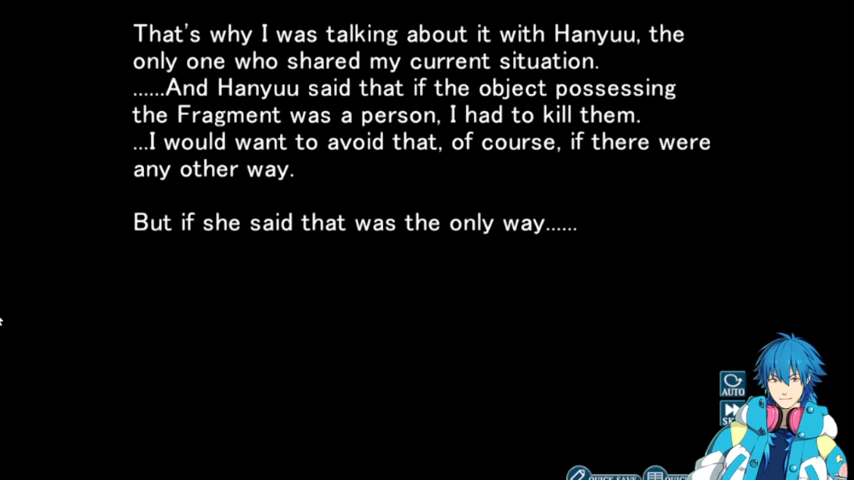 That's why I was talking about it with Hanyuu, the
only one who shared my current situation.
......And Hanyuu said that if the object possessing
the Fragment was a person, I had to kill them.
...I would want to avoid that, of course, if there were
any other way.
But if she said that was the only way......
AUTO
QUICK SAVE